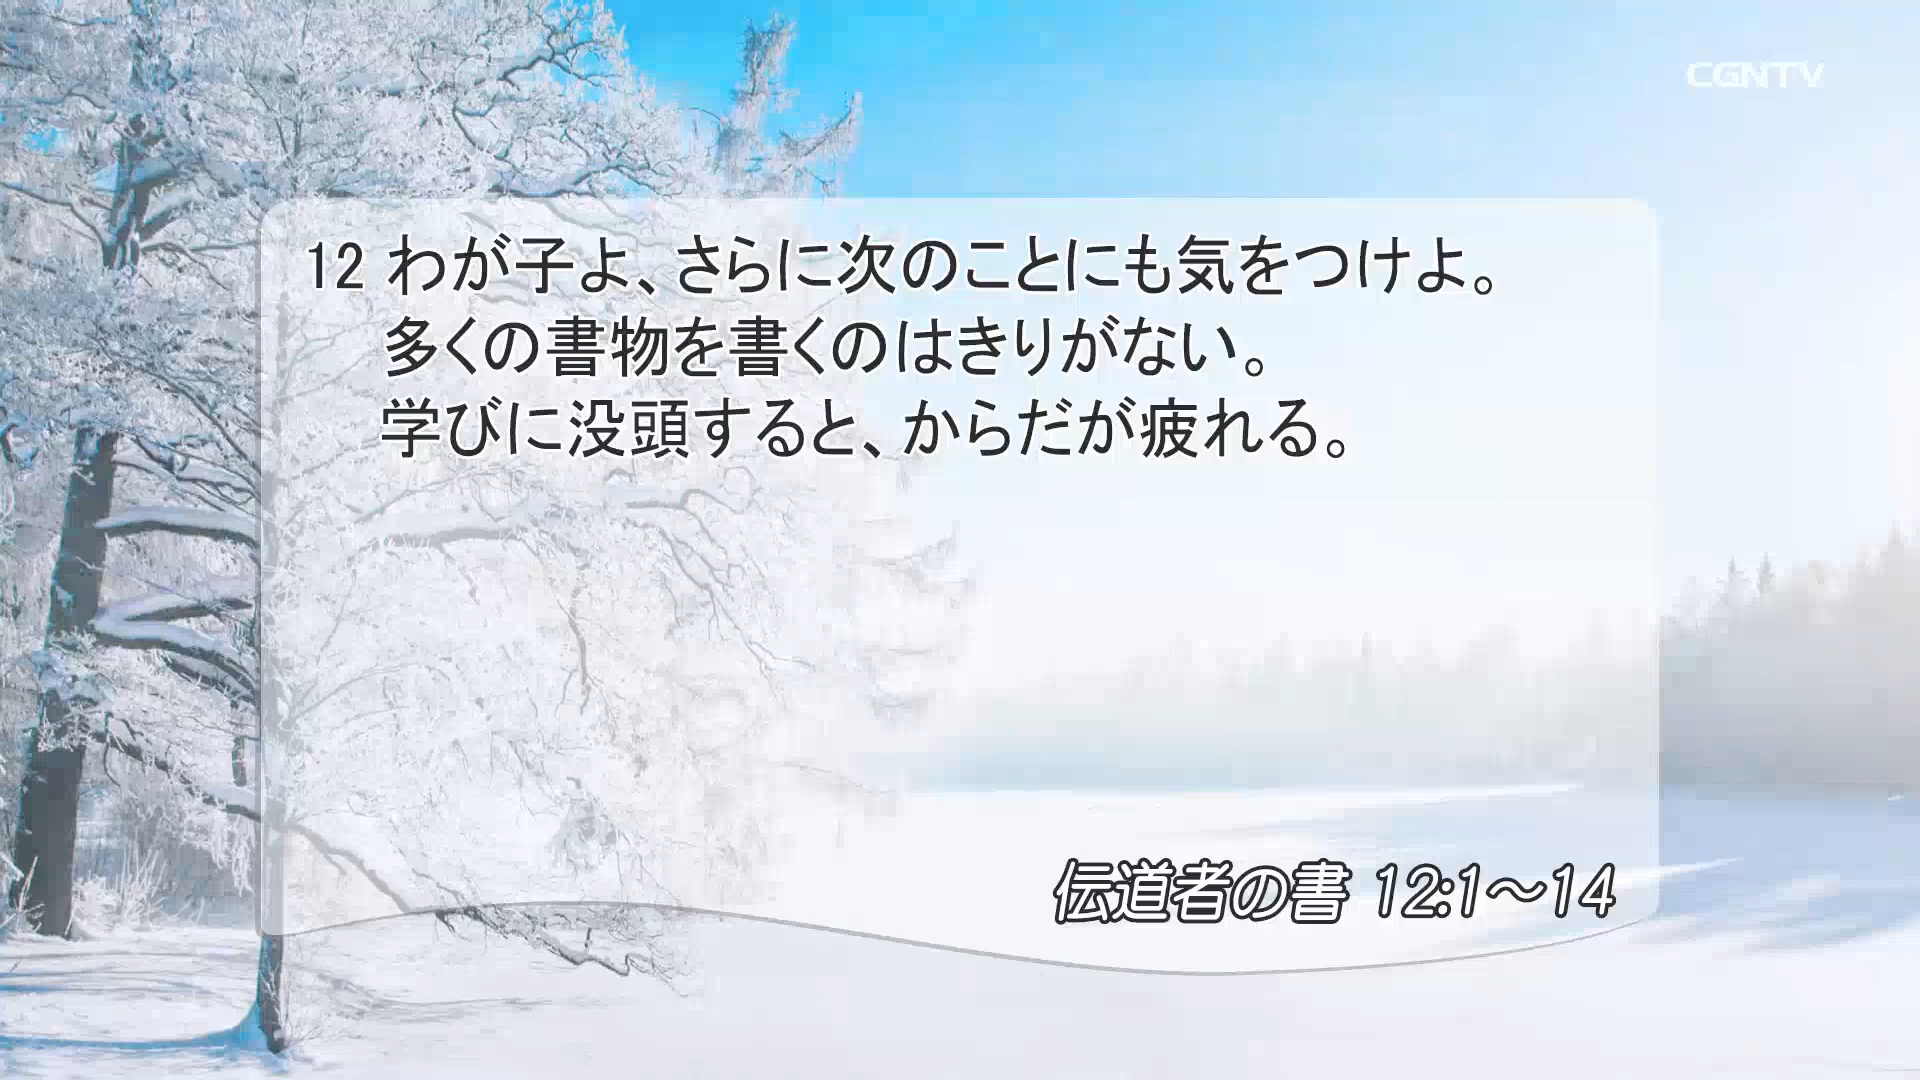 CGNTV
12 わが子よ、さらに次のことにも気をつけよ。
多くの書物を書くのはきりがない。
学びに没頭すると、からだが疲れる。
伝道者の書 12:1～14